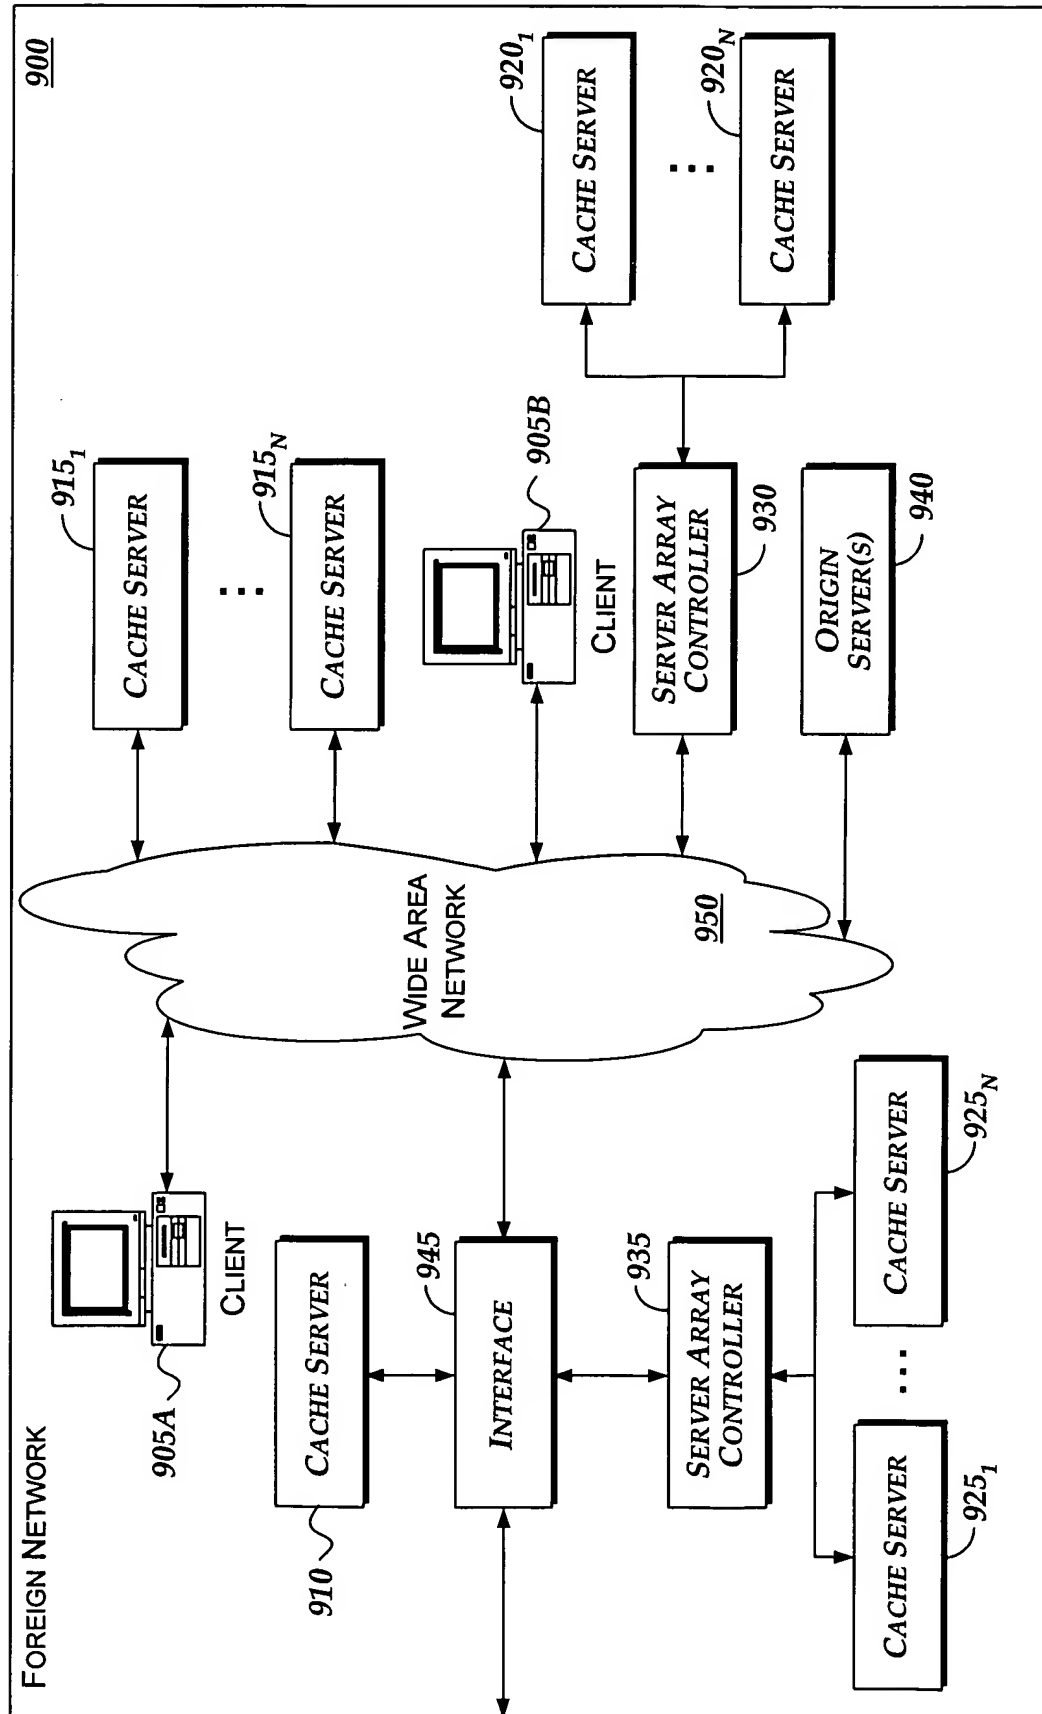 FOREIGN NETWORK
900
905A
CLIENT
915₁
CACHE SERVER
915ₙ
CACHE SERVER
920₁
CACHE SERVER
920ₙ
CACHE SERVER
910
CACHE SERVER
905B
CLIENT
945
INTERFACE
WIDE AREA
NETWORK
950
935
SERVER ARRAY
CONTROLLER
930
SERVER ARRAY
CONTROLLER
940
ORIGIN
SERVER(S)
925₁
CACHE SERVER
925ₙ
CACHE SERVER